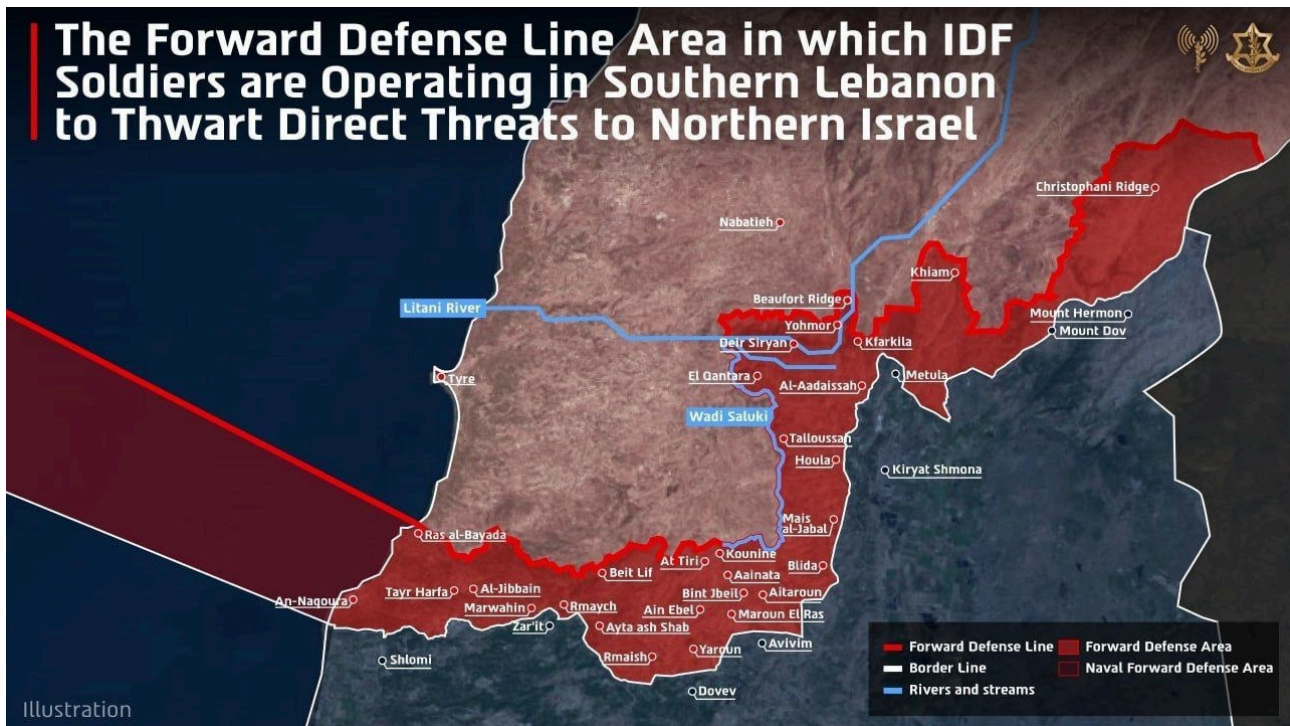 The Forward Defense Line Area in which IDF
Soldiers are Operating in Southern Lebanon
to Thwart Direct Threats to Northern Israel
Christophani Ridge
Nabatieh
Khiam
Beaufort Ridge
Litani River
Mount Hermon
Yohmor
Mount Dov
Deir Siryan
Kfarkila
Tyre
El Qantara
Metula
Al-Aadaissah
Wadi Saluki
Talloussah
Houla
Kiryat Shmona
Mais
al-Jabal
Ras al-Bayada
Kounine
At Tiri
Blida
Beit Lif
Aainata
Al-Jibbain
Tayr Harfa
Bint Jbeil
Aitaroun
An-Naqoura
Marwahin
Rmaych
Ain Ebel
Maroun El Ras
Zar'it
Ayta ash Shab
Avivim
Yaroun
Shlomi
Rmaish
Dovev
Forward Defense Line
Forward Defense Area
Border Line
Naval Forward Defense Area
Rivers and streams
Illustration